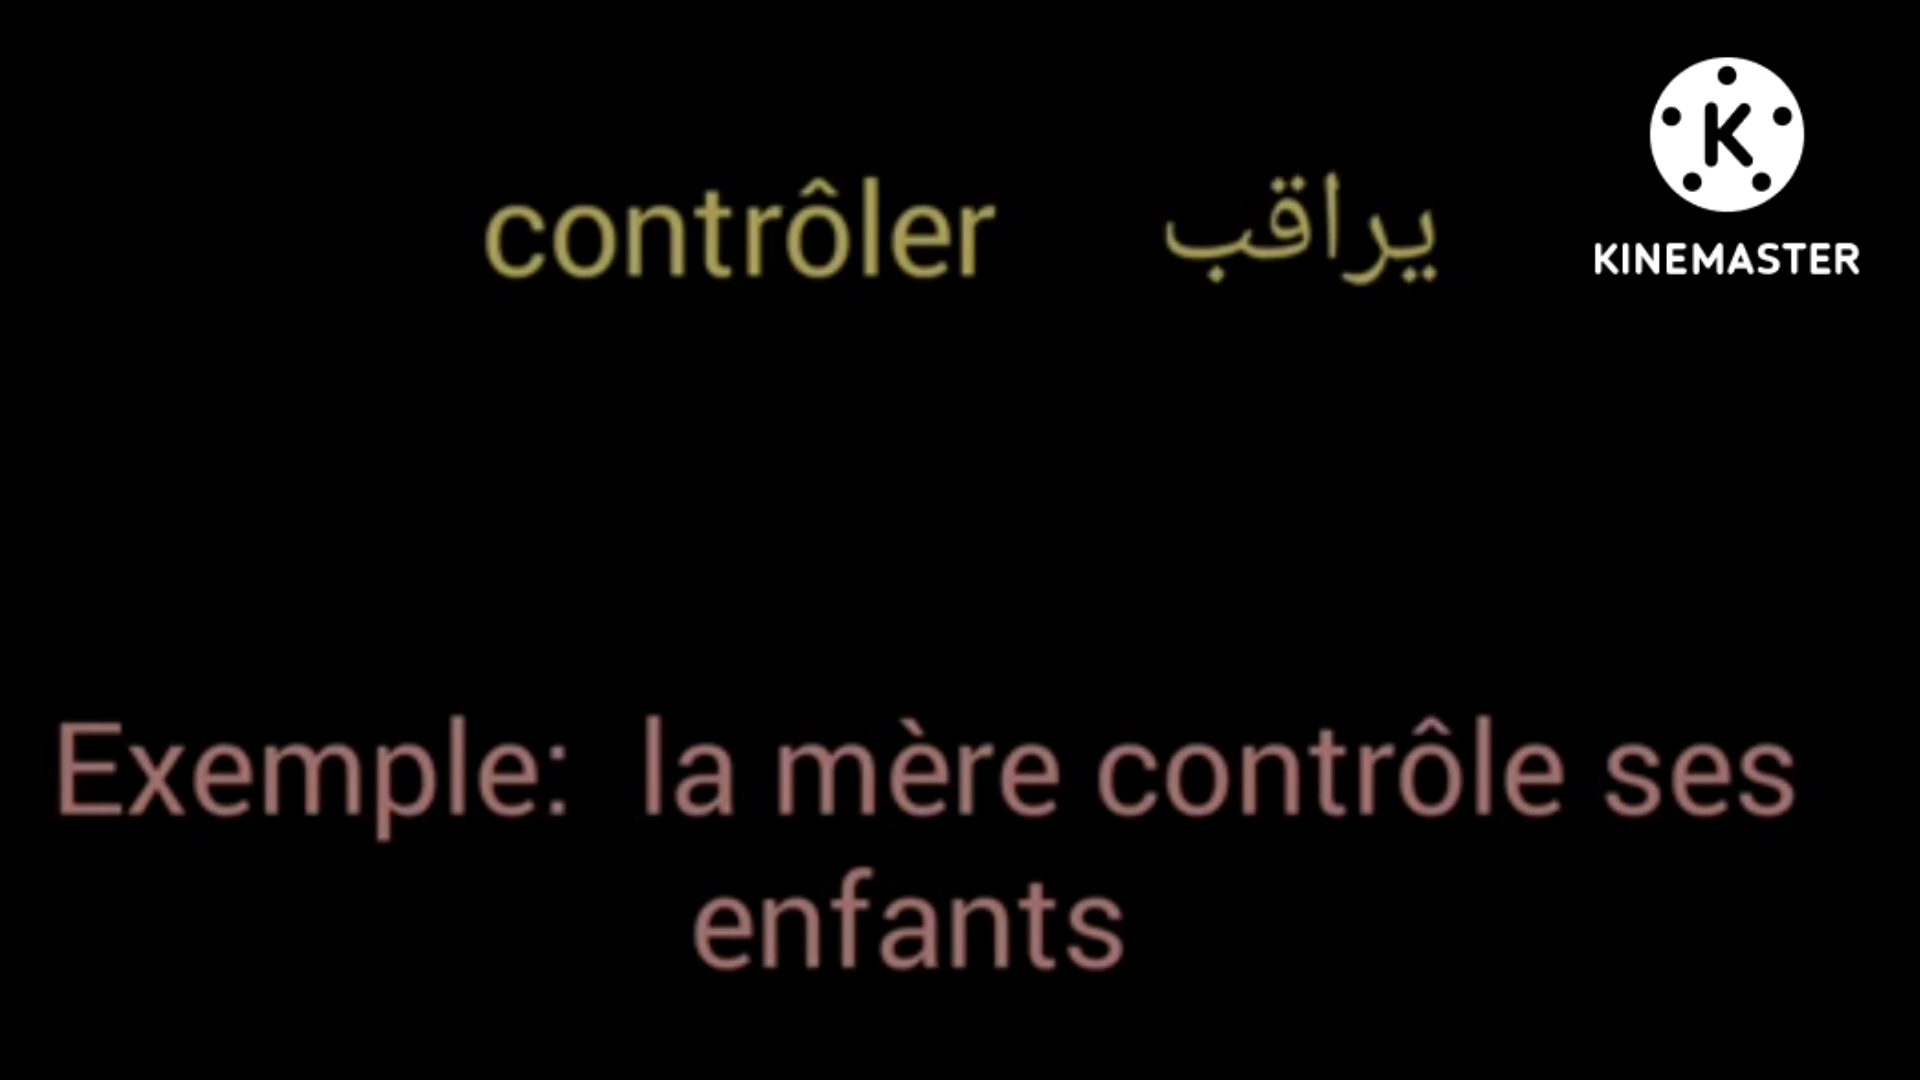 contrôler يراقب
KINEMASTER
Exemple: la mère contrôle ses
enfants